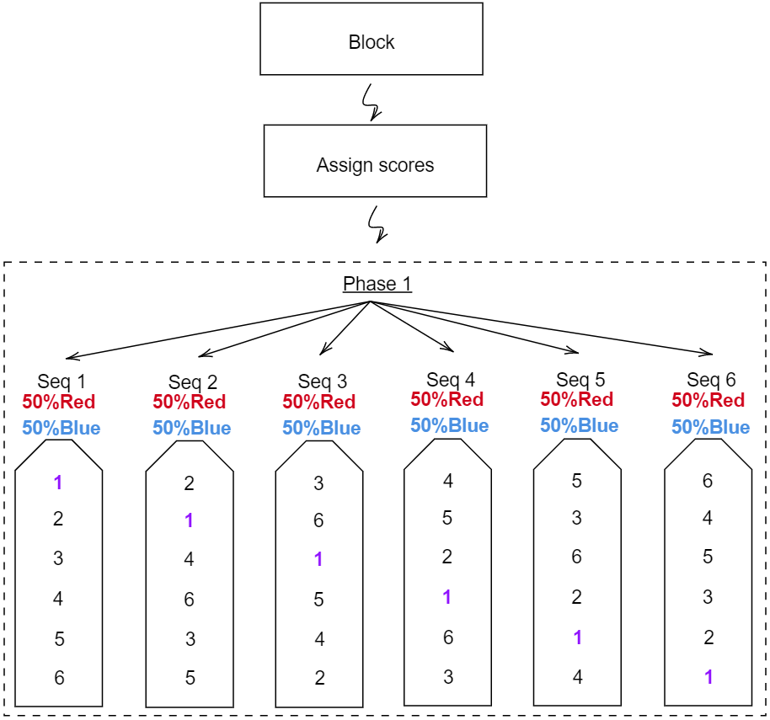 Block
Assign scores
Phase 1
Seq 1 Seq 2 Seq 3 Seq 4 Seq 5 Seq 6
50%Red 50%Red 50%Red 50%Red 50%Red 50%Red
50%Blue 50%Blue 50%Blue 50%Blue 50%Blue 50%Blue
1 2 3 4 5 6
2 1 6 5 3 4
3 4 1 2 6 5
4 6 5 1 2 3
5 3 4 6 1 2
6 5 2 3 4 1